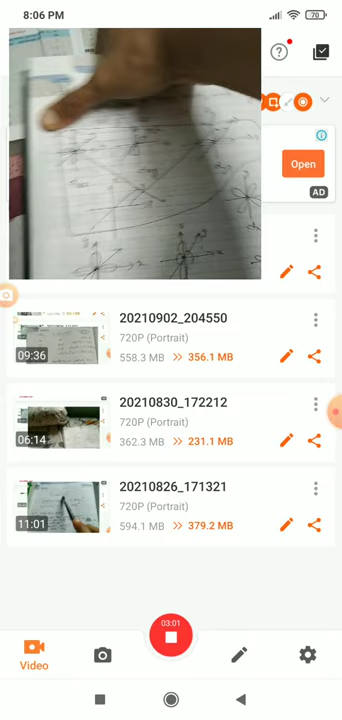 8:06 PM
70
Open
AD
20210902_204550
720P (Portrait)
09:36
558.3 MB >> 356.1 MB
20210830_172212
720P (Portrait)
06:14
362.3 MB >> 231.1 MB
20210826_171321
720P (Portrait)
11:01
594.1 MB >> 379.2 MB
03:01
Video